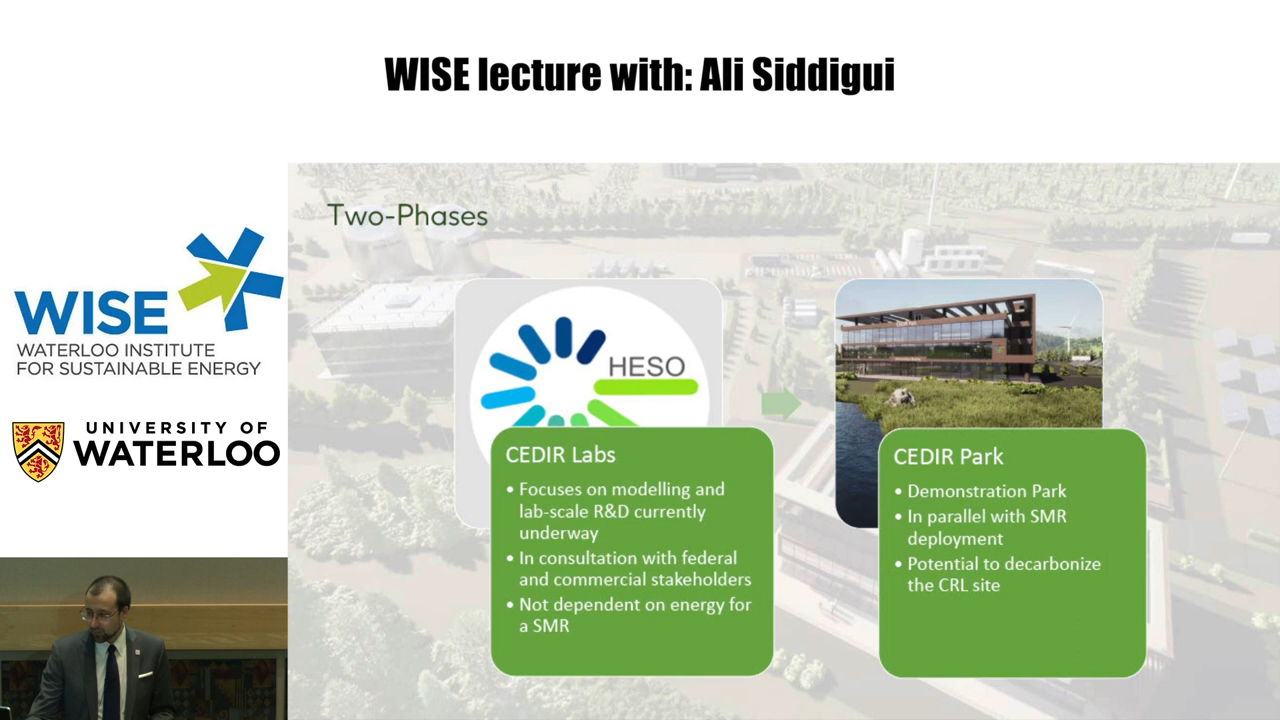 WISE lecture with: Ali Siddigui
Two-Phases
WISE
WATERLOO INSTITUTE
FOR SUSTAINABLE ENERGY
UNIVERSITY OF
WATERLOO
HESO
CEDIR Labs
• Focuses on modelling and
lab-scale R&D currently
underway
• In consultation with federal
and commercial stakeholders
• Not dependent on energy for
a SMR
CEDIR Park
• Demonstration Park
• In parallel with SMR
deployment
• Potential to decarbonize
the CRL site